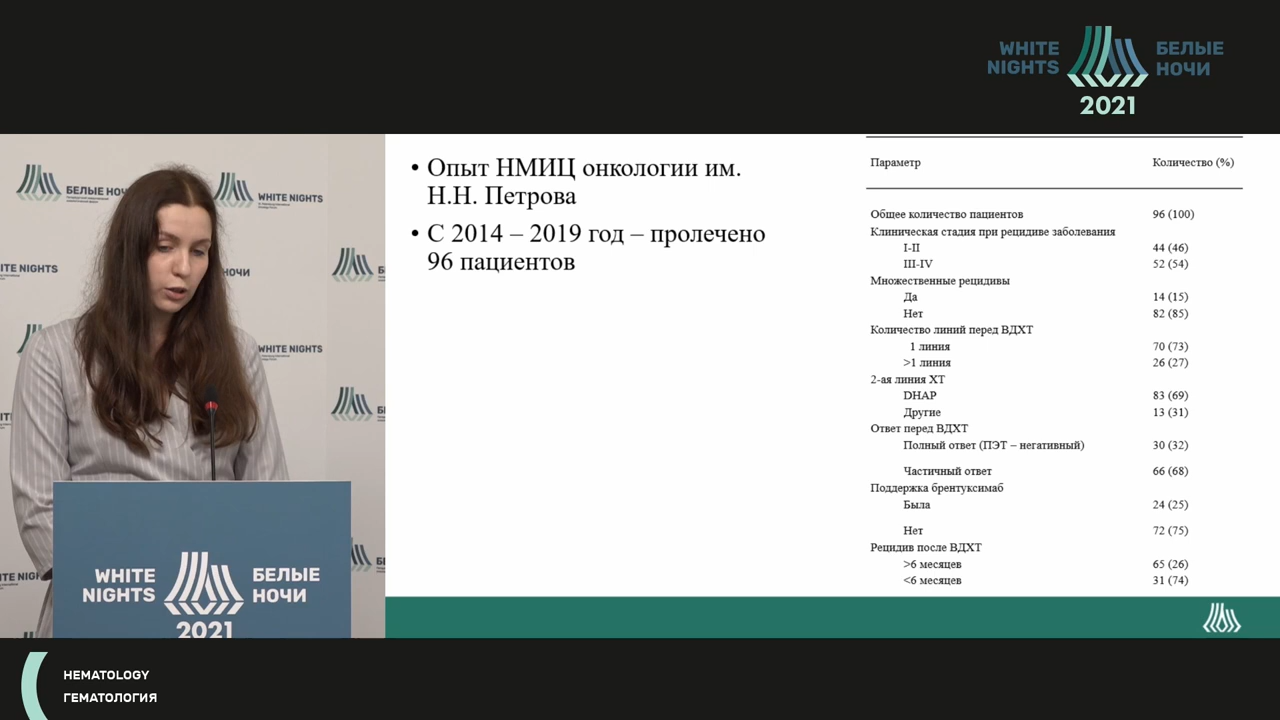 WHITE NIGHTS
БЕЛЫЕ НОЧИ
2021
БЕЛЫЕ НОЧ
WHITE NIGHTS
TE NIGHTS
НОЧИ
WHITE NIGHTS
WHITE NIGHTS
БЕЛЫЕ НОЧИ
2021
• Опыт НМИЦ онкологии им.
Н.Н. Петрова
• С 2014 – 2019 год – пролечено
96 пациентов
Параметр Количество (%)
Общее количество пациентов 96 (100)
Клиническая стадия при рецидиве заболевания
I-II 44 (46)
III-IV 52 (54)
Множественные рецидивы
Да 14 (15)
Нет 82 (85)
Количество линий перед ВДХТ
1 линия 70 (73)
>1 линия 26 (27)
2-ая линия ХТ
DHAP 83 (69)
Другие 13 (31)
Ответ перед ВДХТ
Полный ответ (ПЭТ – негативный) 30 (32)
Частичный ответ 66 (68)
Поддержка брентуксимаб
Была 24 (25)
Нет 72 (75)
Рецидив после ВДХТ
>6 месяцев 65 (26)
<6 месяцев 31 (74)
HEMATOLOGY
ГЕМАТОЛОГИЯ